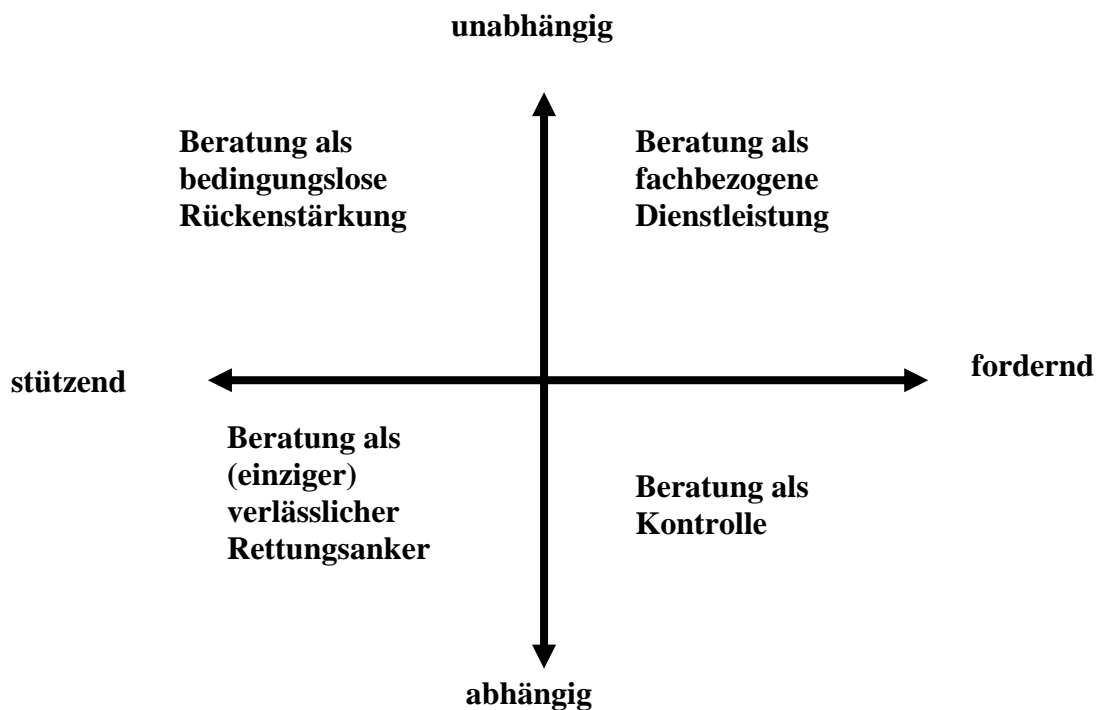 unabhängig
Beratung als
bedingungslose
Rückenstärkung
Beratung als
fachbezogene
Dienstleistung
stützend
fordernd
Beratung als
(einziger)
verlässlicher
Rettungsanker
Beratung als
Kontrolle
abhängig